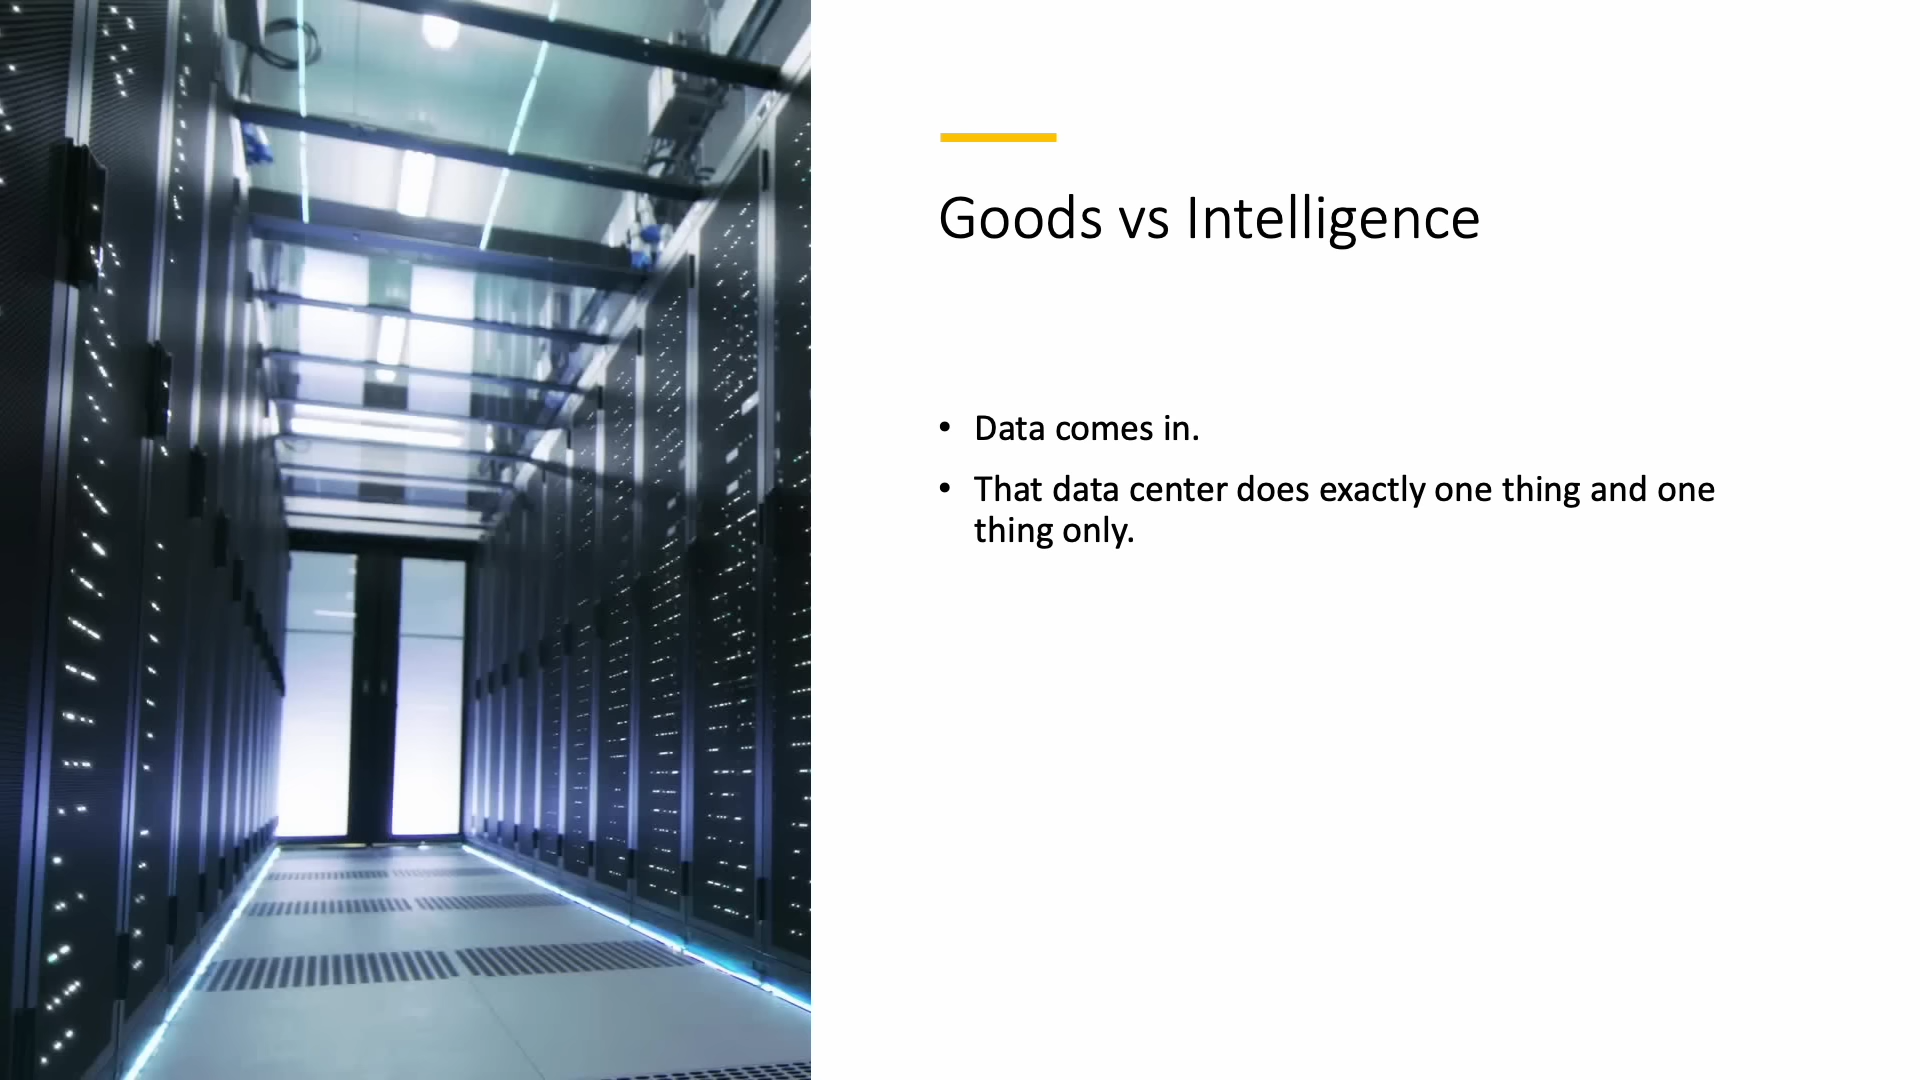 Goods vs Intelligence
• Data comes in.
• That data center does exactly one thing and one
thing only.